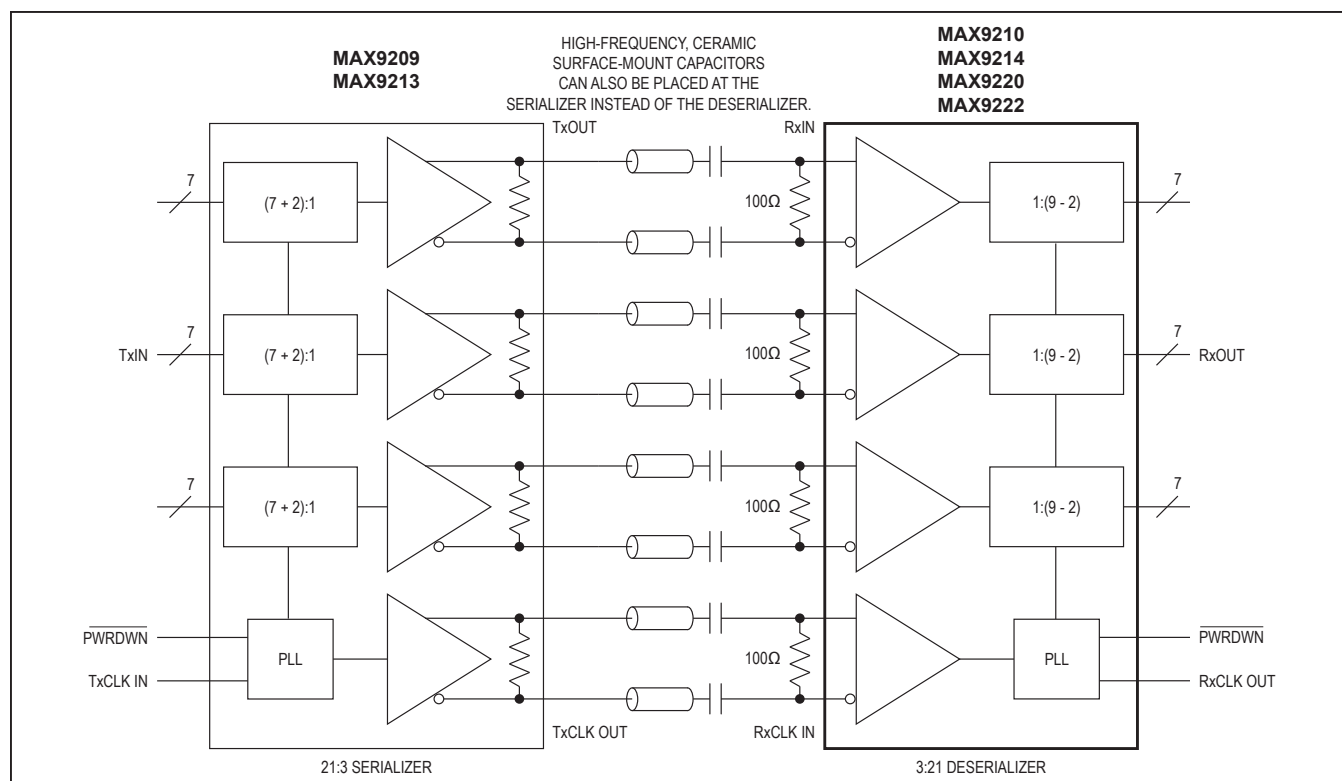 MAX9209
MAX9213
HIGH-FREQUENCY, CERAMIC
SURFACE-MOUNT CAPACITORS
CAN ALSO BE PLACED AT THE
SERIALIZER INSTEAD OF THE DESERIALIZER.
MAX9210
MAX9214
MAX9220
MAX9222
TxOUT
RxIN
7
(7 + 2):1
100Ω
1:(9 - 2)
7
TxIN
7
(7 + 2):1
100Ω
1:(9 - 2)
7
RxOUT
7
(7 + 2):1
100Ω
1:(9 - 2)
7
PWRDWN
TxCLK IN
PLL
100Ω
PLL
PWRDWN
RxCLK OUT
TxCLK OUT
RxCLK IN
21:3 SERIALIZER
3:21 DESERIALIZER